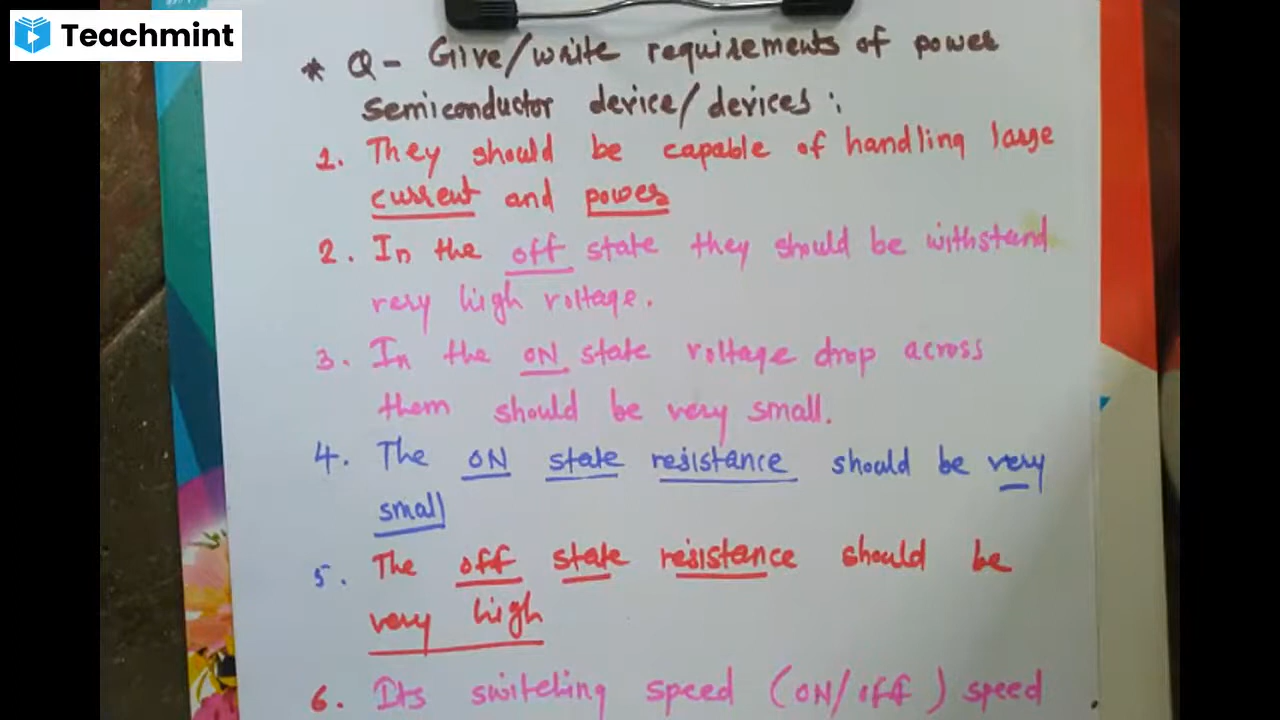 Teachmint
* Q- Give/write requirements of power
semiconductor device/devices :
1. They should be capable of handling large
current and power
2. In the off state they should be withstand
very high voltage.
3. In the ON state voltage drop across
them should be very small.
4. The ON state resistance should be very
small
5. The off state resistance should be
very high
6. Its switching speed (ON/off) speed